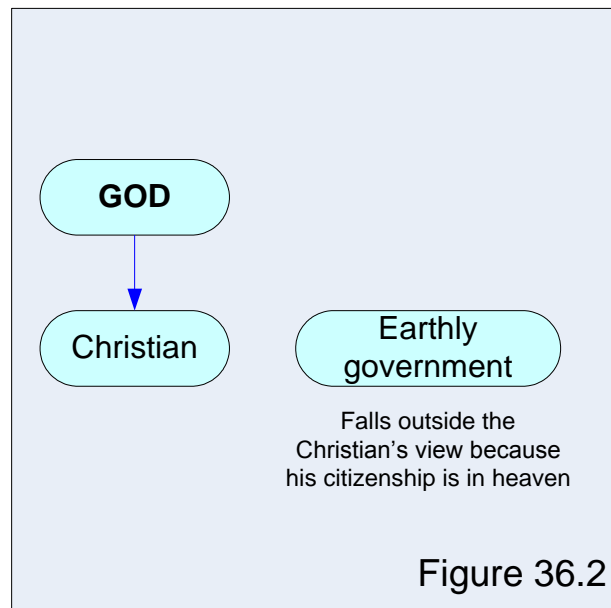 GOD
Christian
Earthly
government
Falls outside the
Christian's view because
his citizenship is in heaven
Figure 36.2